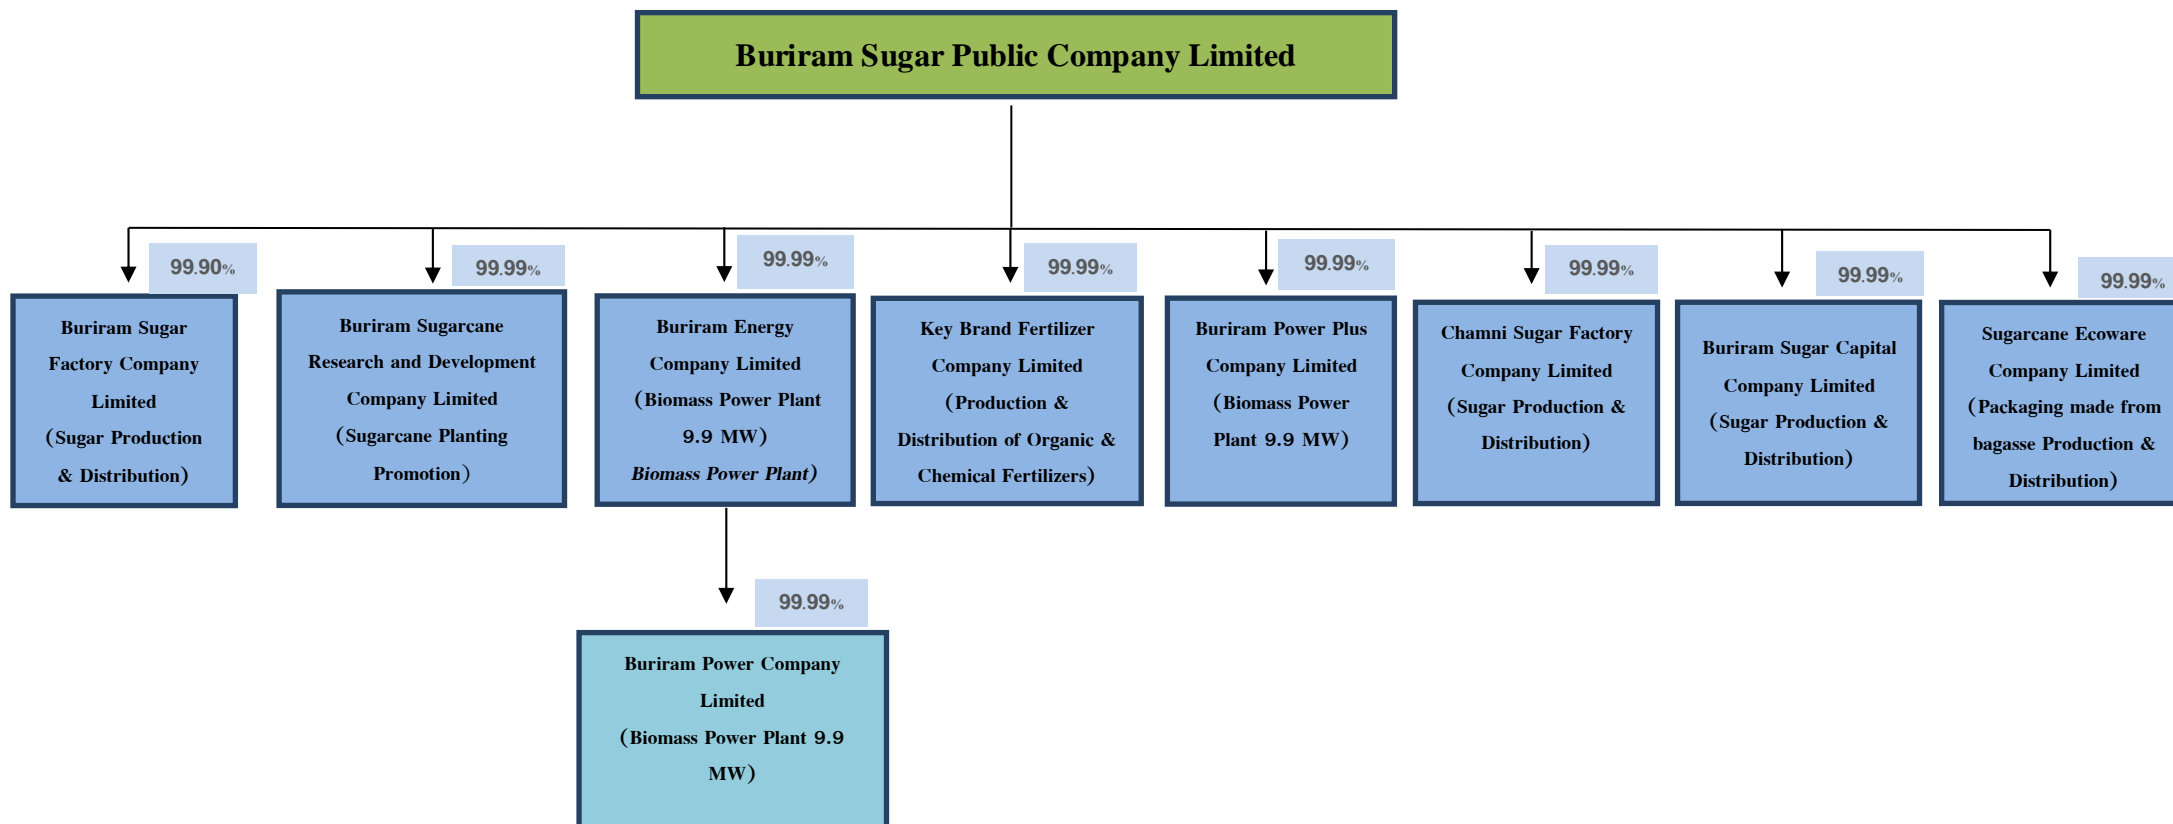 Buriram Sugar Public Company Limited
99.90%
99.99%
99.99%
99.99%
99.99%
99.99%
99.99%
99.99%
Buriram Sugar
Factory Company
Limited
(Sugar Production
& Distribution)
Buriram Sugarcane
Research and Development
Company Limited
(Sugarcane Planting
Promotion)
Buriram Energy
Company Limited
(Biomass Power Plant
9.9 MW)
Biomass Power Plant)
Key Brand Fertilizer
Company Limited
(Production &
Distribution of Organic &
Chemical Fertilizers)
Buriram Power Plus
Company Limited
(Biomass Power
Plant 9.9 MW)
Chamni Sugar Factory
Company Limited
(Sugar Production &
Distribution)
Buriram Sugar Capital
Company Limited
(Sugar Production &
Distribution)
Sugarcane Ecoware
Company Limited
(Packaging made from
bagasse Production &
Distribution)
99.99%
Buriram Power Company
Limited
(Biomass Power Plant 9.9
MW)